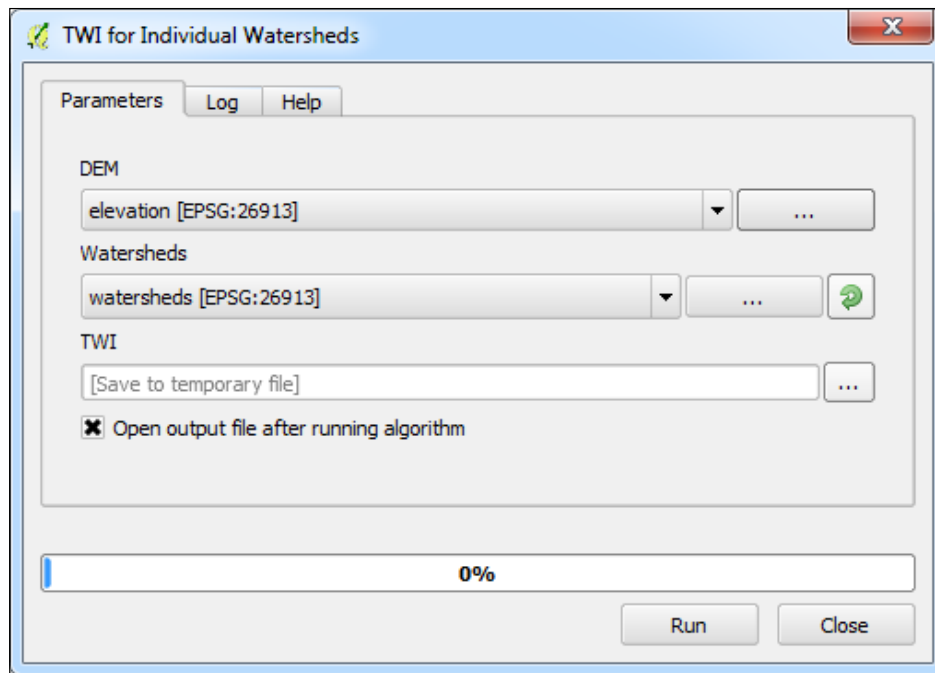 TWI for Individual Watersheds
Parameters Log Help
DEM
elevation [EPSG:26913]
...
Watersheds
watersheds [EPSG:26913]
...
TWI
[Save to temporary file]
...
Open output file after running algorithm
0%
Run Close